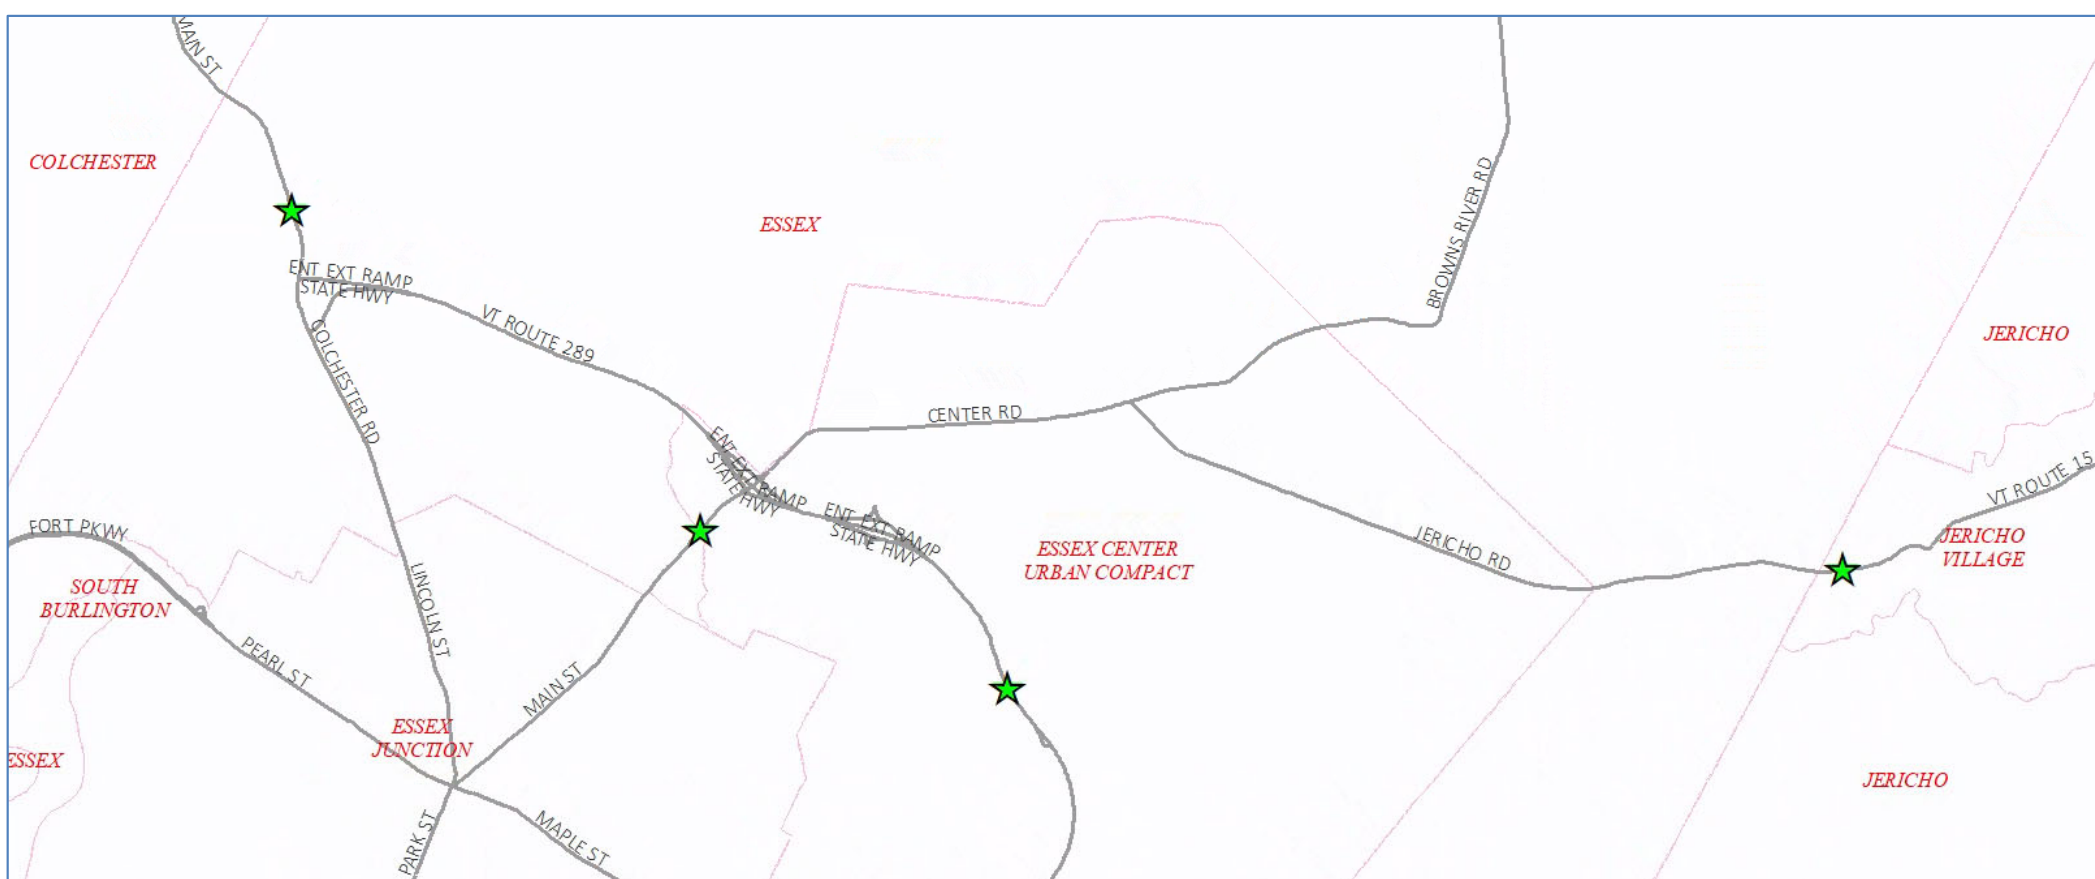 MAIN ST
COLCHESTER
ESSEX
BROWNS RIVER RD
ENT EXT RAMP
STATE HWY
VT ROUTE 289
COLCHESTER RD
JERICHO
CENTER RD
ENT EXT RAMP
STATE HWY
ENT EXT RAMP
STATE HWY
VT ROUTE 15
FORT PKWY
JERICHO RD
ESSEX CENTER
URBAN COMPACT
JERICHO
VILLAGE
SOUTH
BURLINGTON
LINCOLN ST
PEARL ST
MAIN ST
ESSEX
JUNCTION
ESSEX
JERICHO
PARK ST
MAPLE ST